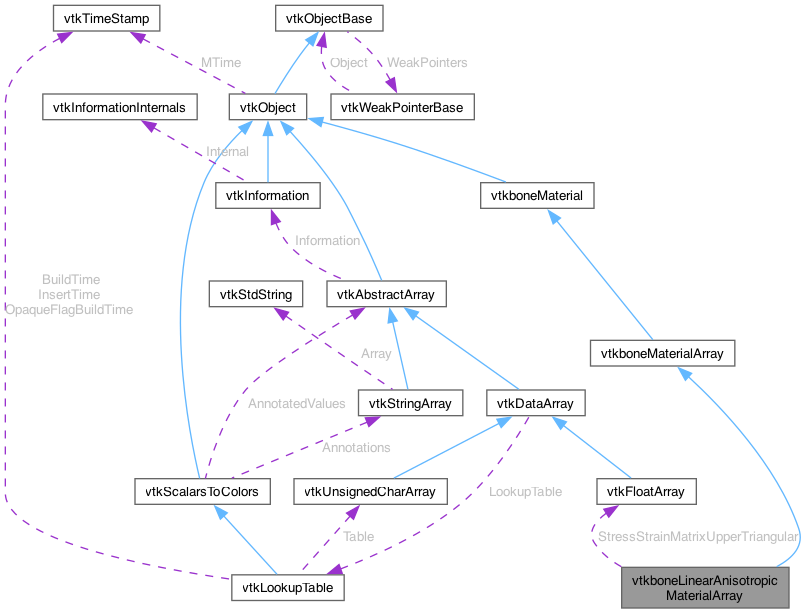 vtkTimeStamp
vtkObjectBase
MTime
Object
WeakPointers
vtkInformationInternals
vtkObject
vtkWeakPointerBase
Internal
vtkInformation
vtkboneMaterial
Information
BuildTime
InsertTime
OpaqueFlagBuildTime
vtkStdString
vtkAbstractArray
Array
vtkboneMaterialArray
AnnotatedValues
vtkStringArray
vtkDataArray
Annotations
vtkScalarsToColors
vtkUnsignedCharArray
LookupTable
vtkFloatArray
Table
StressStrainMatrixUpperTriangular
vtkLookupTable
vtkboneLinearAnisotropic
MaterialArray